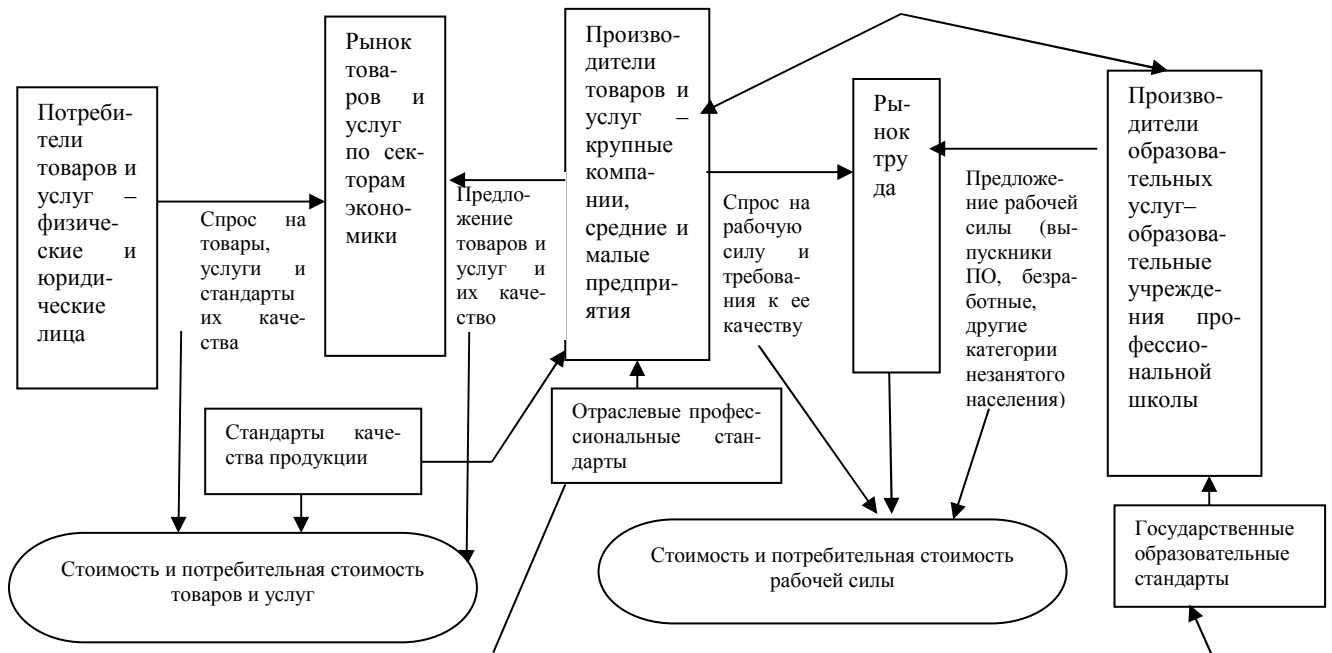 Потреби-
тели
товаров и
услуг –
физиче-
ские и
юриди-
ческие
лица
Спрос на
товары,
услуги и
стандарты
их каче-
ства
Рынок
това-
ров и
услуг
по сек-
торам
эконо-
мики
Предло-
жение
товаров и
услуг и
их каче-
ство
Произво-
дители
товаров и
услуг –
крупные
компа-
нии,
средние и
малые
предпри-
ятия
Спрос на
рабочую
силу и
требова-
ния к ее
качеству
Ры-
нок
тру
да
Предложе-
ние рабочей
силы (вы-
пускники
ПО, безра-
ботные,
другие
категории
незанятого
населения)
Произво-
дители
образова-
тельных
услуг–
образова-
тельные
учрежде-
ния про-
фессио-
нальной
школы
Стандарты каче-
ства продукции
Отраслевые профес-
сиональные стан-
дарты
Государственные
образовательные
стандарты
Стоимость и потребительная стоимость
товаров и услуг
Стоимость и потребительная стоимость
рабочей силы